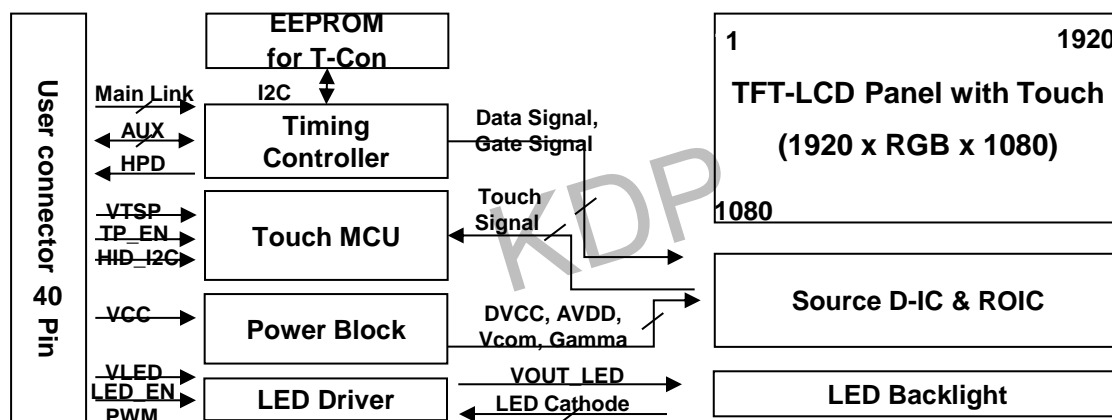 User connector 40 Pin
EEPROM
for T-Con
I2C
Main Link
AUX
HPD
Timing
Controller
Data Signal,
Gate Signal
VTSP
TP_EN
HID_I2C
Touch MCU
Touch
Signal
VCC
Power Block
DVCC, AVDD,
Vcom, Gamma
VLED
LED_EN
PWM
LED Driver
VOUT_LED
LED Cathode
1 1920
TFT-LCD Panel with Touch
(1920 x RGB x 1080)
1080
Source D-IC & ROIC
LED Backlight
KDP